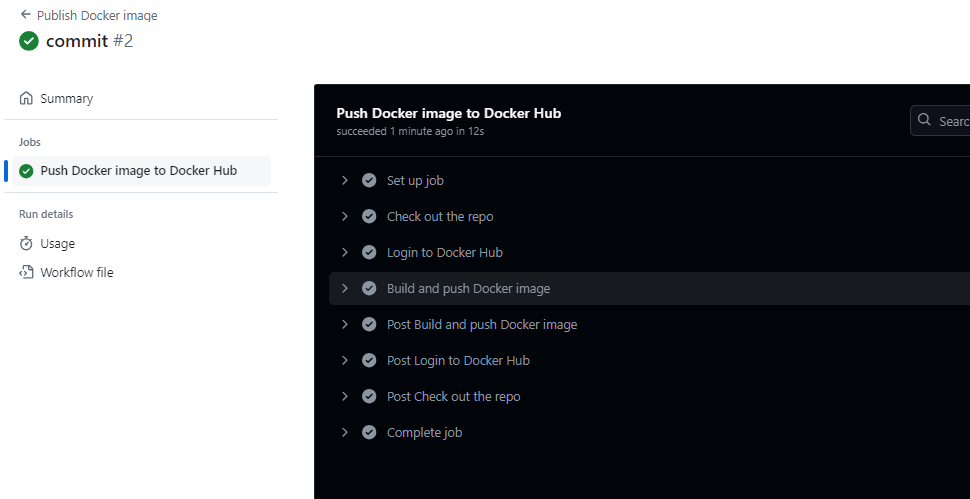 Publish Docker image
commit #2
Summary
Jobs
Push Docker image to Docker Hub
Run details
Usage
Workflow file
Push Docker image to Docker Hub
succeeded 1 minute ago in 12s
Searc
Set up job
Check out the repo
Login to Docker Hub
Build and push Docker image
Post Build and push Docker image
Post Login to Docker Hub
Post Check out the repo
Complete job